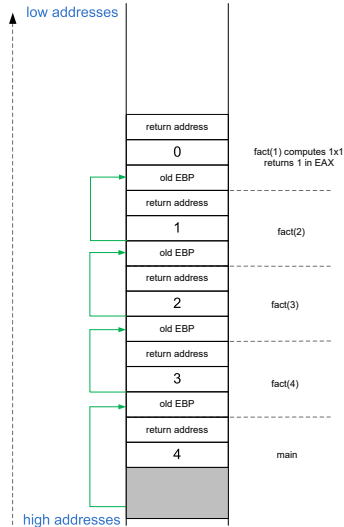 low addresses
return address
0
fact(1) computes 1x1
returns 1 in EAX
old EBP
return address
1
fact(2)
old EBP
return address
2
fact(3)
old EBP
return address
3
fact(4)
old EBP
return address
4
main
high addresses